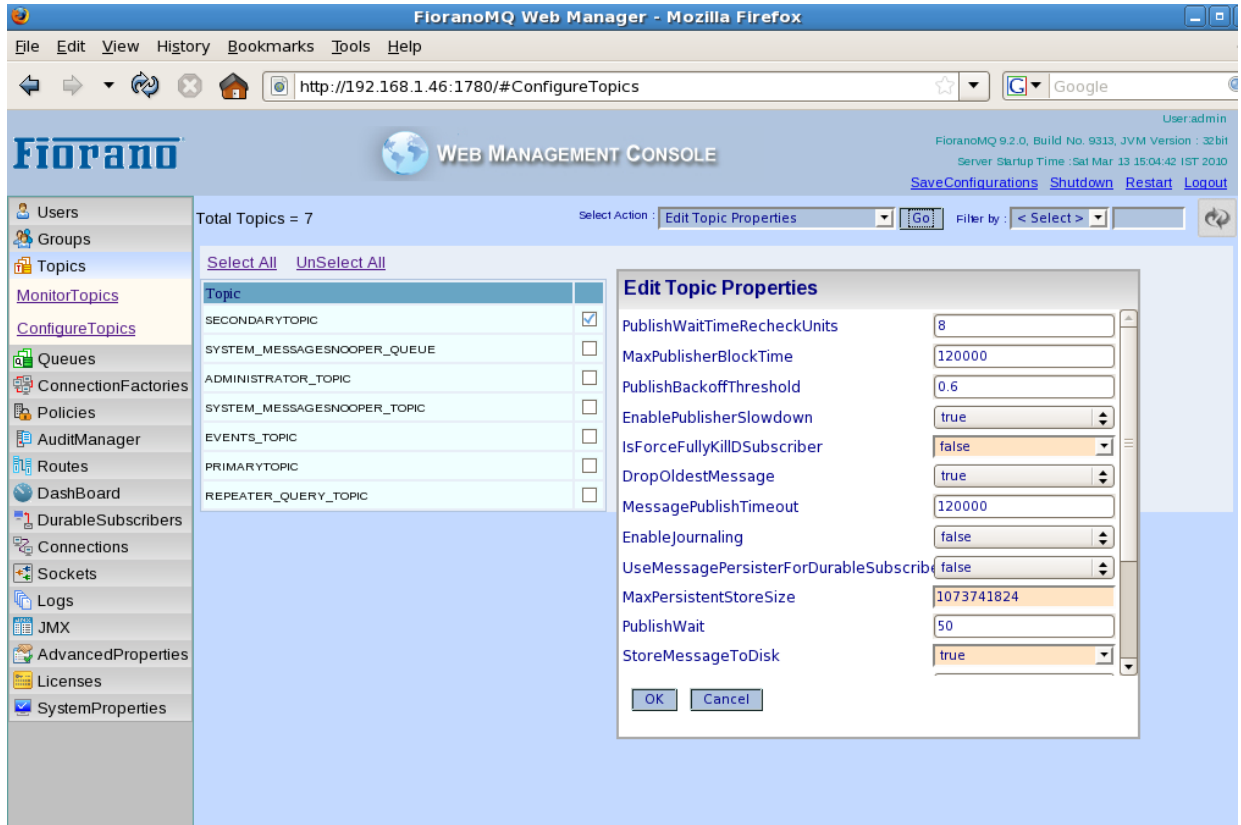 FioranoMQ Web Manager - Mozilla Firefox
File Edit View History Bookmarks Tools Help
http://192.168.1.46:1780/#ConfigureTopics
G Google
Fiorano
WEB MANAGEMENT CONSOLE
User:admin
FioranoMQ 9.2.0, Build No. 9313, JVM Version : 32bit
Server Startup Time :Sat Mar 13 15:04:42 IST 2010
SaveConfigurations Shutdown Restart Logout
Users
Groups
Topics
MonitorTopics
ConfigureTopics
Queues
ConnectionFactories
Policies
AuditManager
Routes
DashBoard
DurableSubscribers
Connections
Sockets
Logs
JMX
AdvancedProperties
Licenses
SystemProperties
Total Topics = 7
Select Action : Edit Topic Properties Go Filter by : < Select >
Select All UnSelect All
Topic
SECONDARYTOPIC
SYSTEM_MESSAGESNOOPER_QUEUE
ADMINISTRATOR_TOPIC
SYSTEM_MESSAGESNOOPER_TOPIC
EVENTS_TOPIC
PRIMARYTOPIC
REPEATER_QUERY_TOPIC
Edit Topic Properties
PublishWaitTimeRecheckUnits 8
MaxPublisherBlockTime 120000
PublishBackoffThreshold 0.6
EnablePublisherSlowdown true
IsForceFullyKillDSubscriber false
DropOldestMessage true
MessagePublishTimeout 120000
EnableJournaling false
UseMessagePersisterForDurableSubscribe false
MaxPersistentStoreSize 1073741824
PublishWait 50
StoreMessageToDisk true
OK Cancel